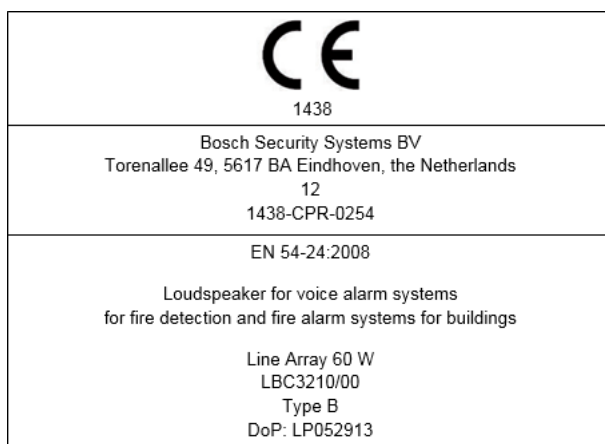 CE
1438
Bosch Security Systems BV
Torenallee 49, 5617 BA Eindhoven, the Netherlands
12
1438-CPR-0254
EN 54-24:2008
Loudspeaker for voice alarm systems
for fire detection and fire alarm systems for buildings
Line Array 60 W
LBC3210/00
Type B
DoP: LP052913